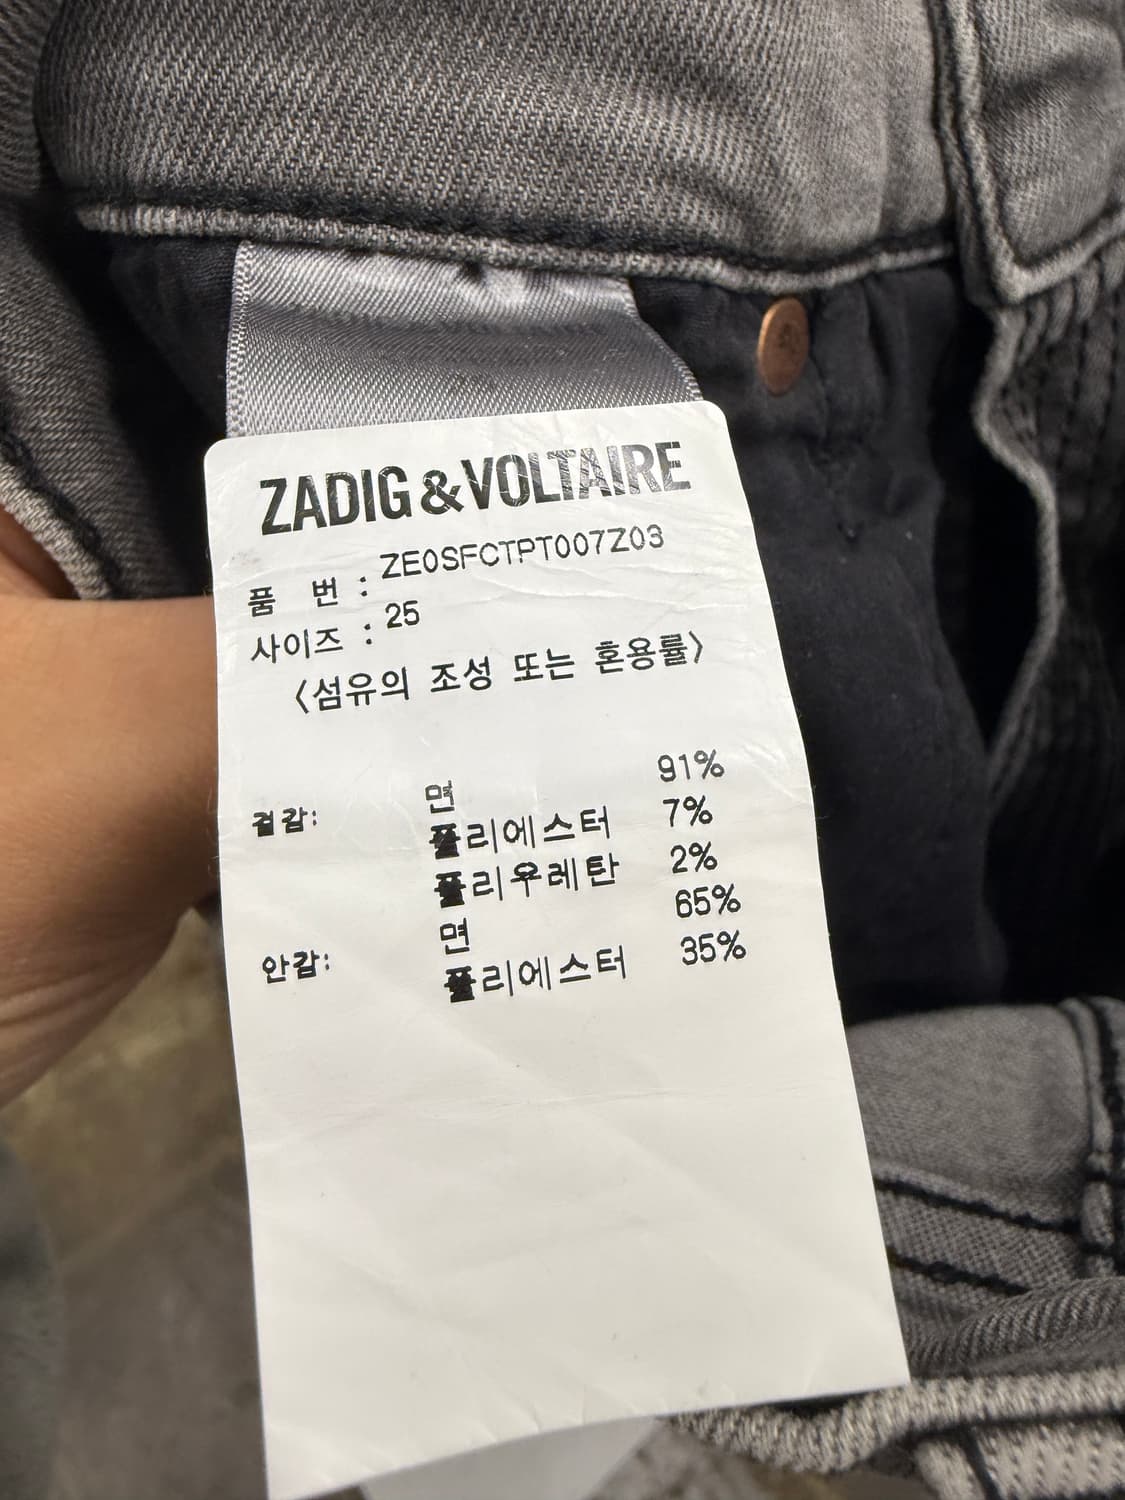 ZADIG & VOLTAIRE
품 번 : ZE0SFCTPT007Z03
사이즈 : 25
〈섬유의 조성 또는 혼용률〉
겉감: 면 91%
폴리에스터 7%
폴리우레탄 2%
안감: 면 65%
폴리에스터 35%